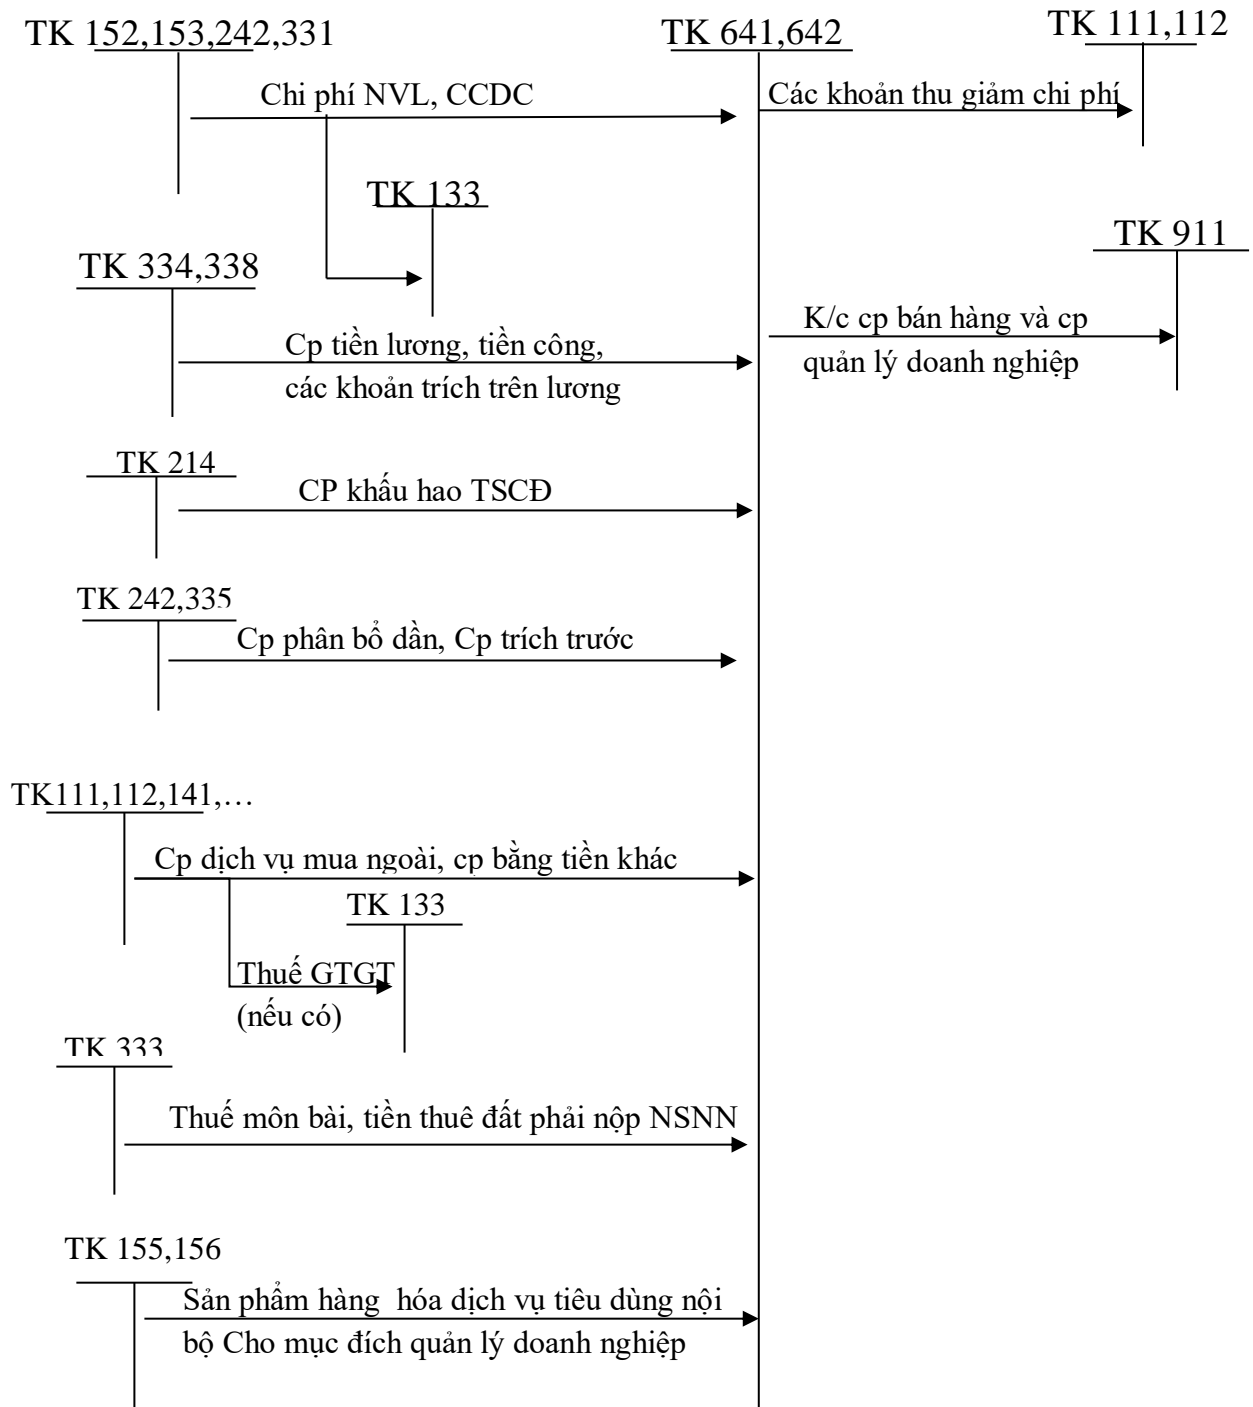 TK 152,153,242,331
TK 641,642
TK 111,112
Chi phí NVL, CCDC
Các khoản thu giảm chi phí
TK 133
TK 911
TK 334,338
Cp tiền lương, tiền công,
các khoản trích trên lương
K/c cp bán hàng và cp
quản lý doanh nghiệp
TK 214
CP khấu hao TSCĐ
TK 242,335
Cp phân bổ dần, Cp trích trước
TK111,112,141,…
Cp dịch vụ mua ngoài, cp bằng tiền khác
TK 133
Thuế GTGT
(nếu có)
TK 333
Thuế môn bài, tiền thuê đất phải nộp NSNN
TK 155,156
Sản phẩm hàng  hóa dịch vụ tiêu dùng nội
bộ Cho mục đích quản lý doanh nghiệp